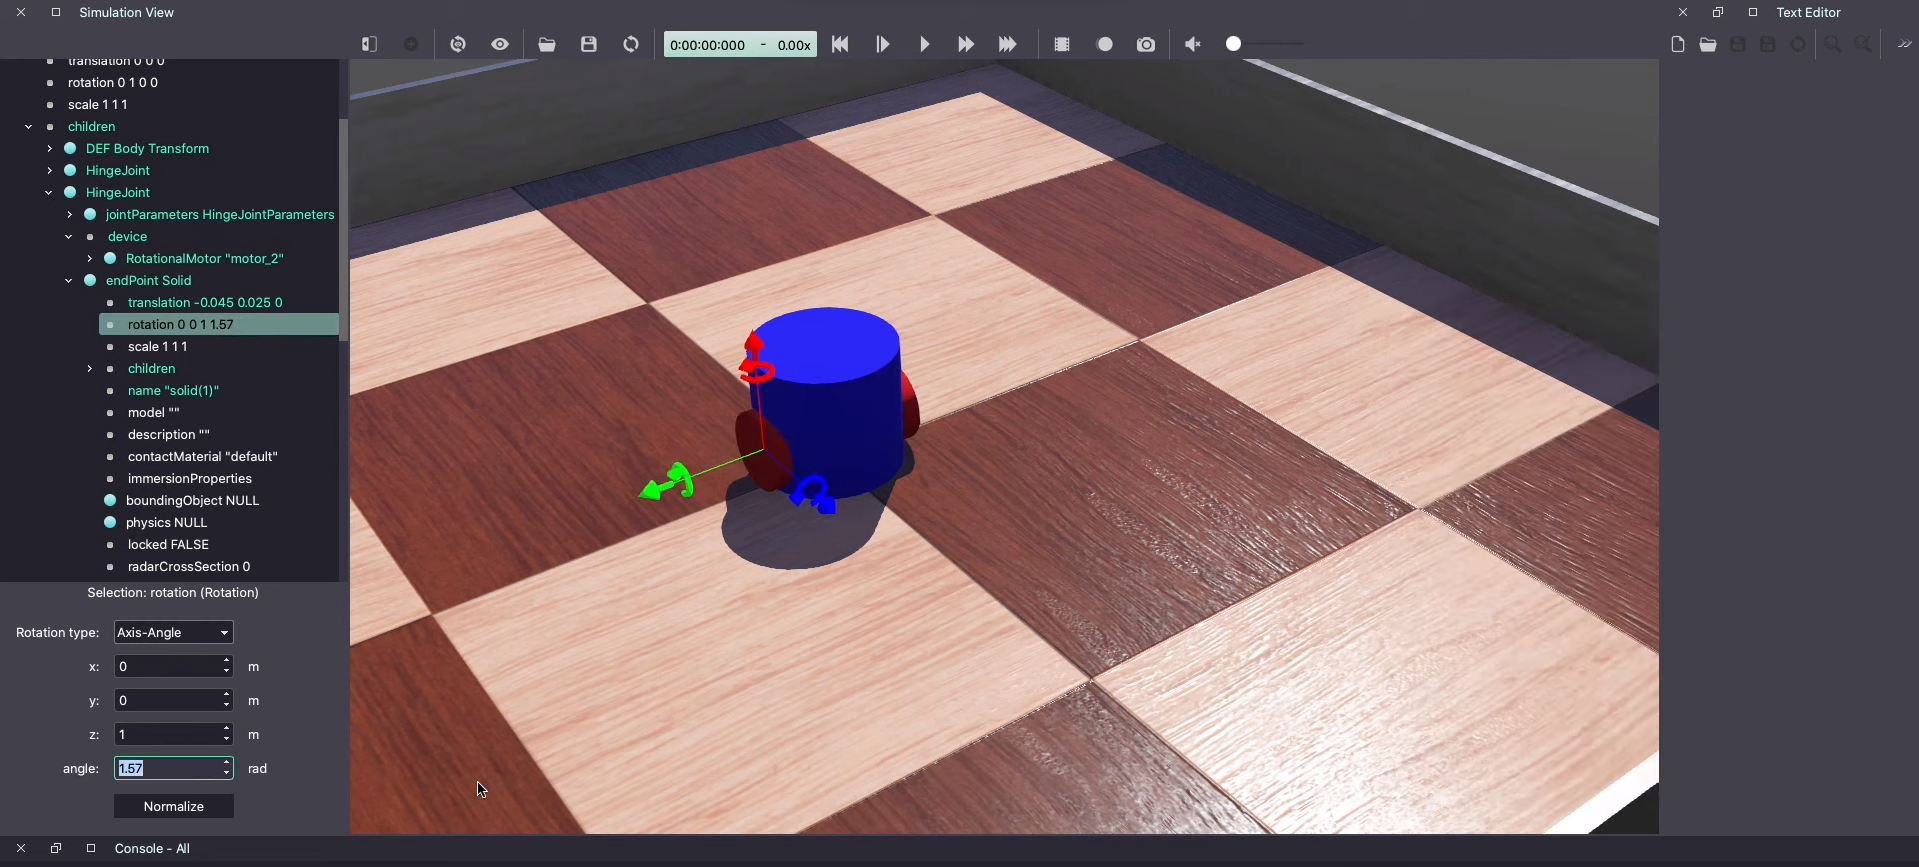 Simulation View
Text Editor
0:00:00:000 - 0.00x
translation 0 0 0
rotation 0 1 0 0
scale 1 1 1
children
DEF Body Transform
HingeJoint
HingeJoint
jointParameters HingeJointParameters
device
RotationalMotor "motor_2"
endPoint Solid
translation -0.045 0.025 0
rotation 0 0 1 1.57
scale 1 1 1
children
name "solid(1)"
model ""
description ""
contactMaterial "default"
immersionProperties
boundingObject NULL
physics NULL
locked FALSE
radarCrossSection 0
Selection: rotation (Rotation)
Rotation type: Axis-Angle
x: 0 m
y: 0 m
z: 1 m
angle: 1.57 rad
Normalize
Console - All